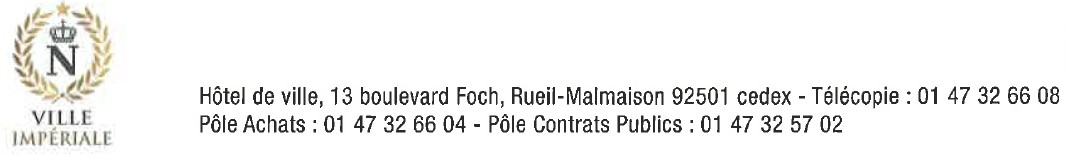 N
VILLE
IMPÉRIALE
Hôtel de ville, 13 boulevard Foch, Rueil-Malmaison 92501 cedex - Télécopie : 01 47 32 66 08
Pôle Achats : 01 47 32 66 04 - Pôle Contrats Publics : 01 47 32 57 02